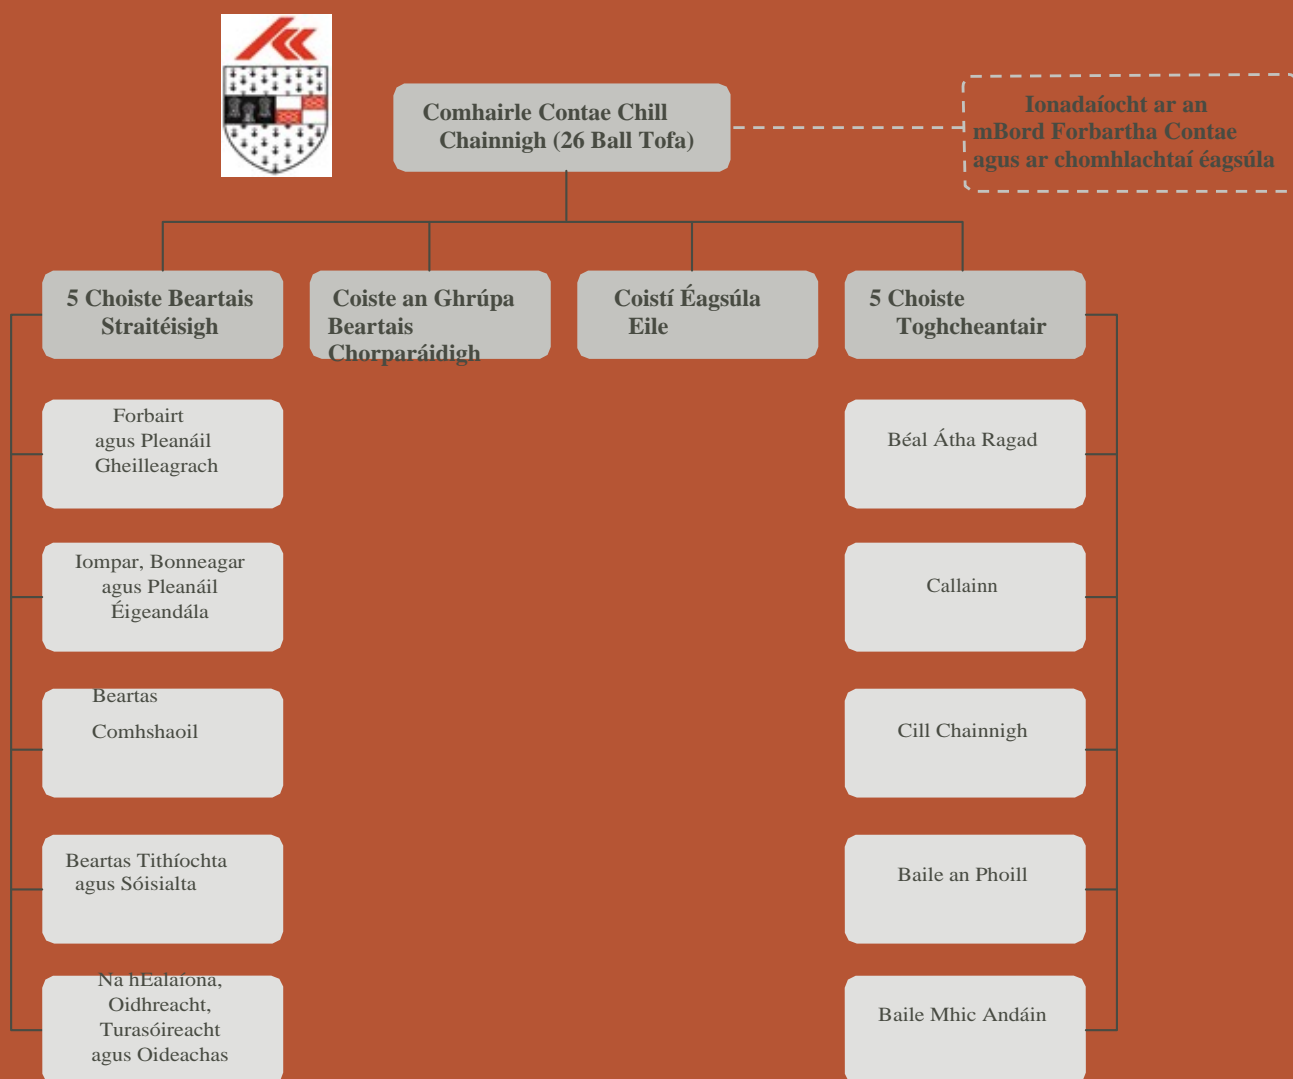 Comhairle Contae Chill
Chainnigh (26 Ball Tofa)
Ionadaíocht ar an
mBord Forbartha Contae
agus ar chomhlachtaí éagsúla
5 Choiste Beartais
Straitéisigh
Coiste an Ghrúpa
Beartais
Chorparáidigh
Coistí Éagsúla
Eile
5 Choiste
Toghcheantair
Forbairt
agus Pleanáil
Gheilleagrach
Iompar, Bonneagar
agus Pleanáil
Éigeandála
Beartas
Comhshaoil
Beartas Tithíochta
agus Sóisialta
Na hEalaíona,
Oidhreacht,
Turasóireacht
agus Oideachas
Béal Átha Ragad
Callainn
Cill Chainnigh
Baile an Phoill
Baile Mhic Andáin